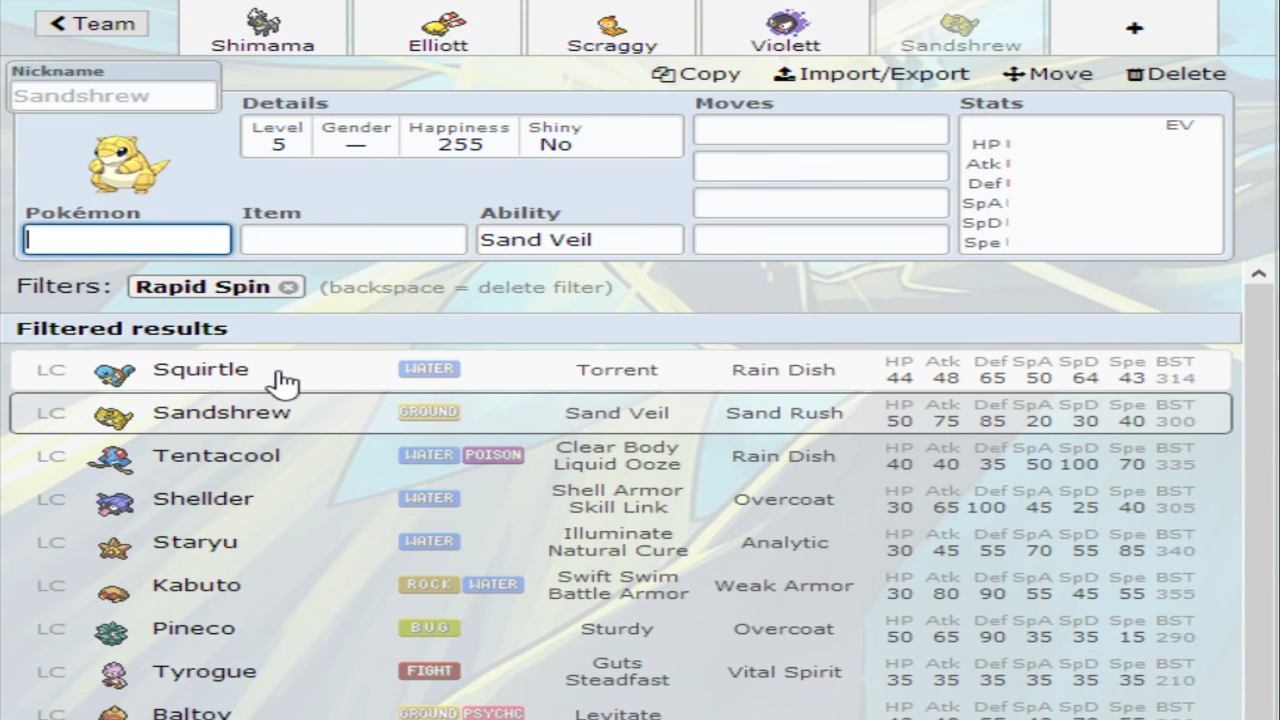 Team
Shimama
Elliott
Scraggy
Violett
Sandshrew
+
Nickname
Sandshrew
Copy
Import/Export
Move
Delete
Details
Moves
Stats
Level
Gender
Happiness
Shiny
5
—
255
No
EV
HP
Atk
Def
SpA
SpD
Spe
Pokémon
Item
Ability
Sand Veil
Filters: Rapid Spin (backspace = delete filter)
Filtered results
LC Squirtle WATER Torrent Rain Dish HP Atk Def SpA SpD Spe BST
44 48 65 50 64 43 314
LC Sandshrew GROUND Sand Veil Sand Rush HP Atk Def SpA SpD Spe BST
50 75 85 20 30 40 300
LC Tentacool WATER POISON Clear Body Liquid Ooze Rain Dish HP Atk Def SpA SpD Spe BST
40 40 35 50 100 70 335
LC Shellder WATER Shell Armor Skill Link Overcoat HP Atk Def SpA SpD Spe BST
30 65 100 45 25 40 305
LC Staryu WATER Illuminate Natural Cure Analytic HP Atk Def SpA SpD Spe BST
30 45 55 70 55 85 340
LC Kabuto ROCK WATER Swift Swim Battle Armor Weak Armor HP Atk Def SpA SpD Spe BST
30 80 90 55 45 55 355
LC Pineco BUG Sturdy Overcoat HP Atk Def SpA SpD Spe BST
50 65 90 35 35 15 290
LC Tyrogue FIGHT Guts Steadfast Vital Spirit HP Atk Def SpA SpD Spe BST
35 35 35 35 35 35 210
LC Baltoy GROUND PSYCHC Levitate HP Atk Def SpA SpD Spe BST